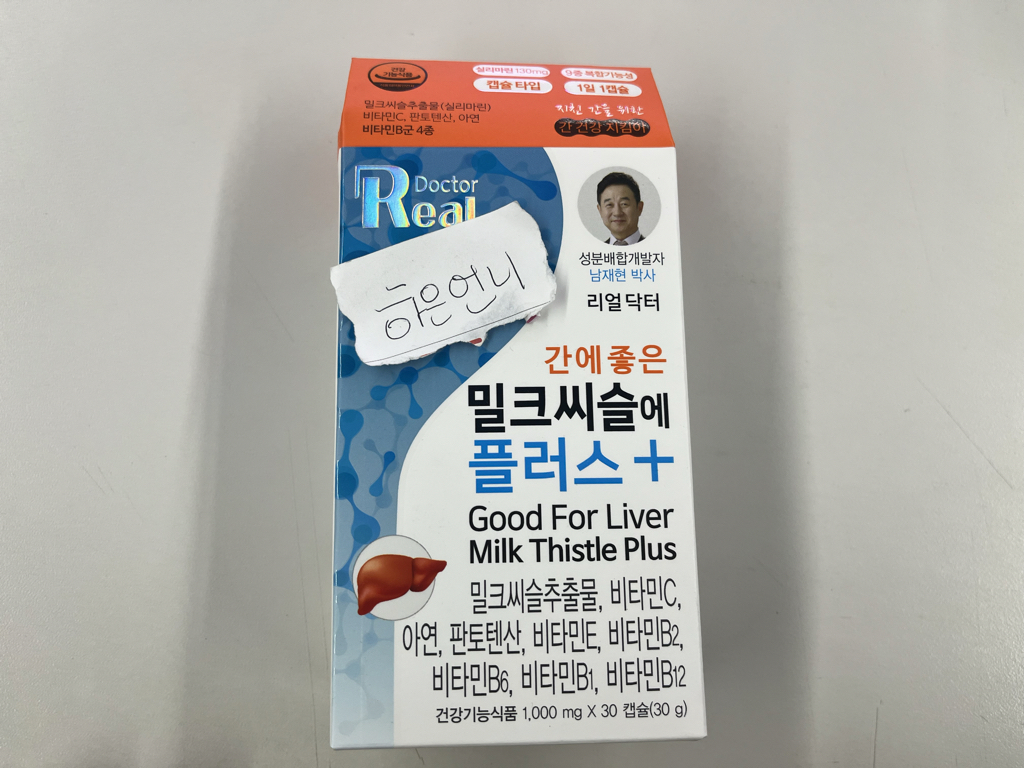 건강
기능식품
실리마린 130mg
9종 복합기능성
캡슐 타입
1일 1캡슐
밀크씨슬추출물(실리마린)
비타민C, 판토텐산, 아연
비타민B군 4종
지친 간을 위한
간 건강 지킴이
Doctor
Real
하은언니
성분배합개발자
남재현 박사
리얼닥터
간에좋은
밀크씨슬에
플러스+
Good For Liver
Milk Thistle Plus
밀크씨슬추출물, 비타민C,
아연, 판토텐산, 비타민E, 비타민B2,
비타민B6, 비타민B1, 비타민B12
건강기능식품 1,000 mg X 30 캡슐(30 g)